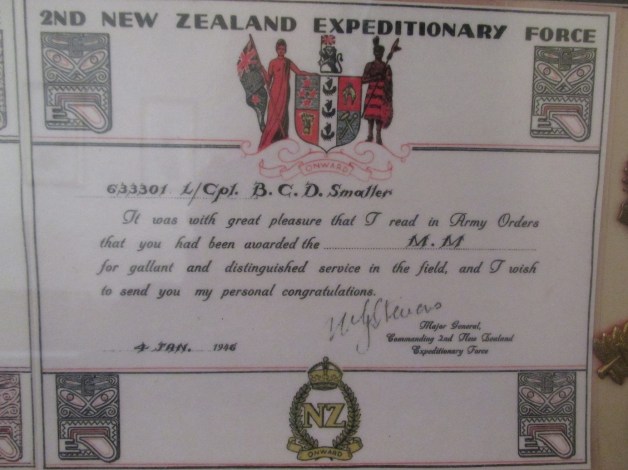 2ND NEW ZEALAND EXPEDITIONARY FORCE
ONWARD
633301 L/Cpl. B.C.D. Smaller
It was with great pleasure that I read in Army Orders
that you had been awarded the M.M
for gallant and distinguished service in the field, and I wish
to send you my personal congratulations.
W G Stevens
Major General,
Commanding 2nd New Zealand
Expeditionary Force
4 JAN. 1946
NZ
ONWARD